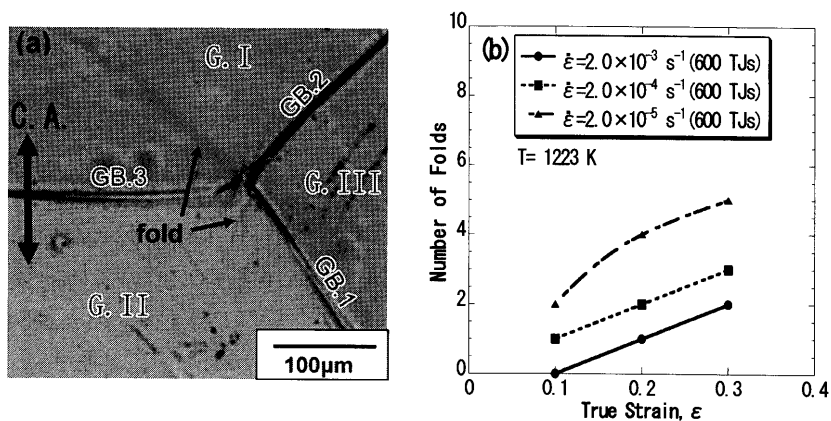 (a)
G. I
GB.2
C. A.
GB.3
G. III
fold
GB.1
G. II
100μm
(b)
ε̇=2.0×10⁻³ s⁻¹(600 TJs)
ε̇=2.0×10⁻⁴ s⁻¹(600 TJs)
ε̇=2.0×10⁻⁵ s⁻¹(600 TJs)
T= 1223 K
Number of Folds
10
8
6
4
2
0
0 0.1 0.2 0.3 0.4
True Strain, ε